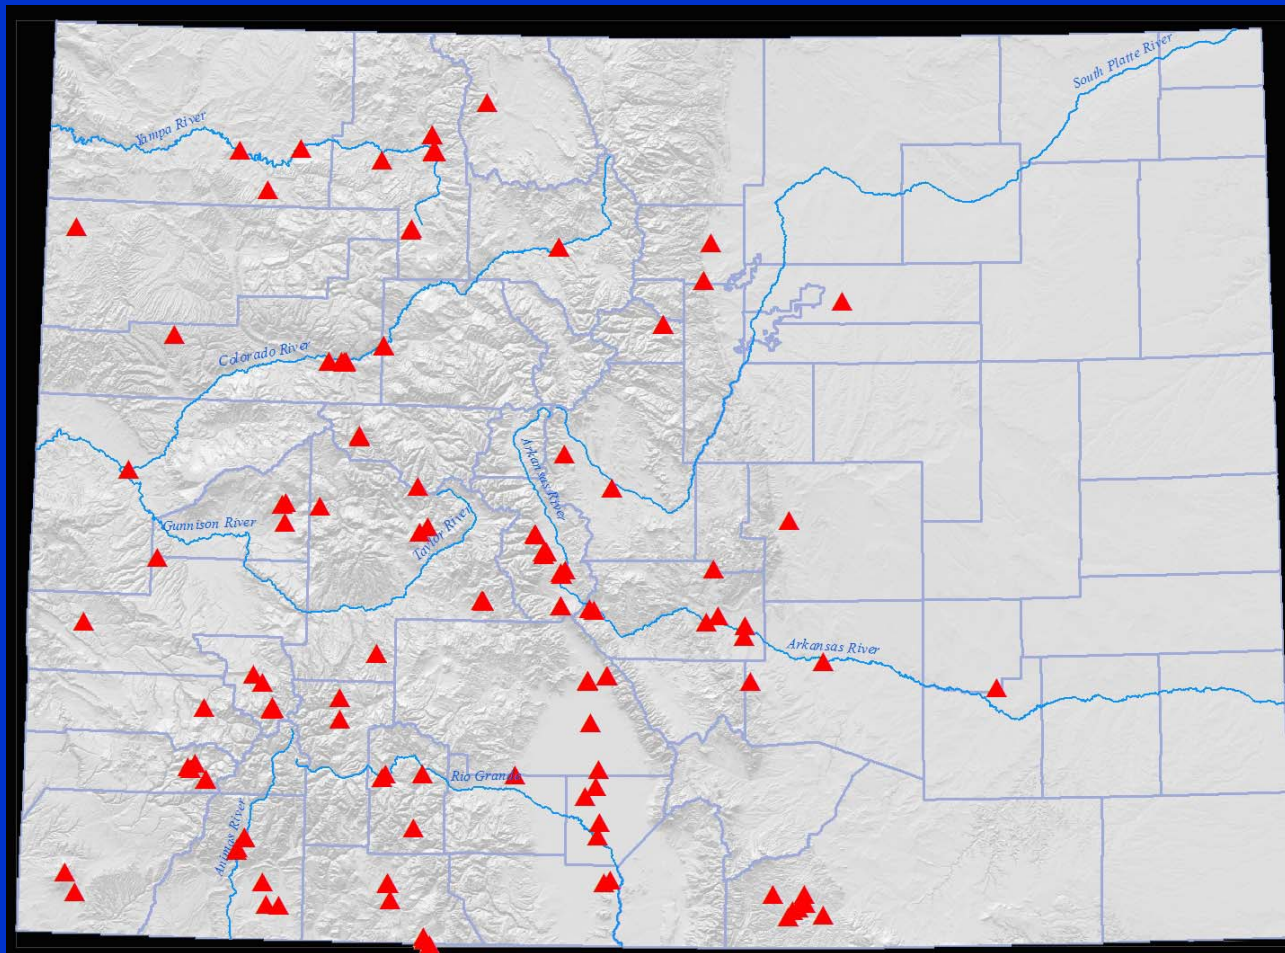 South Platte River
Yampa River
Colorado River
Arkansas River
Gunnison River
Taylor River
Arkansas River
Rio Grande
Animas River